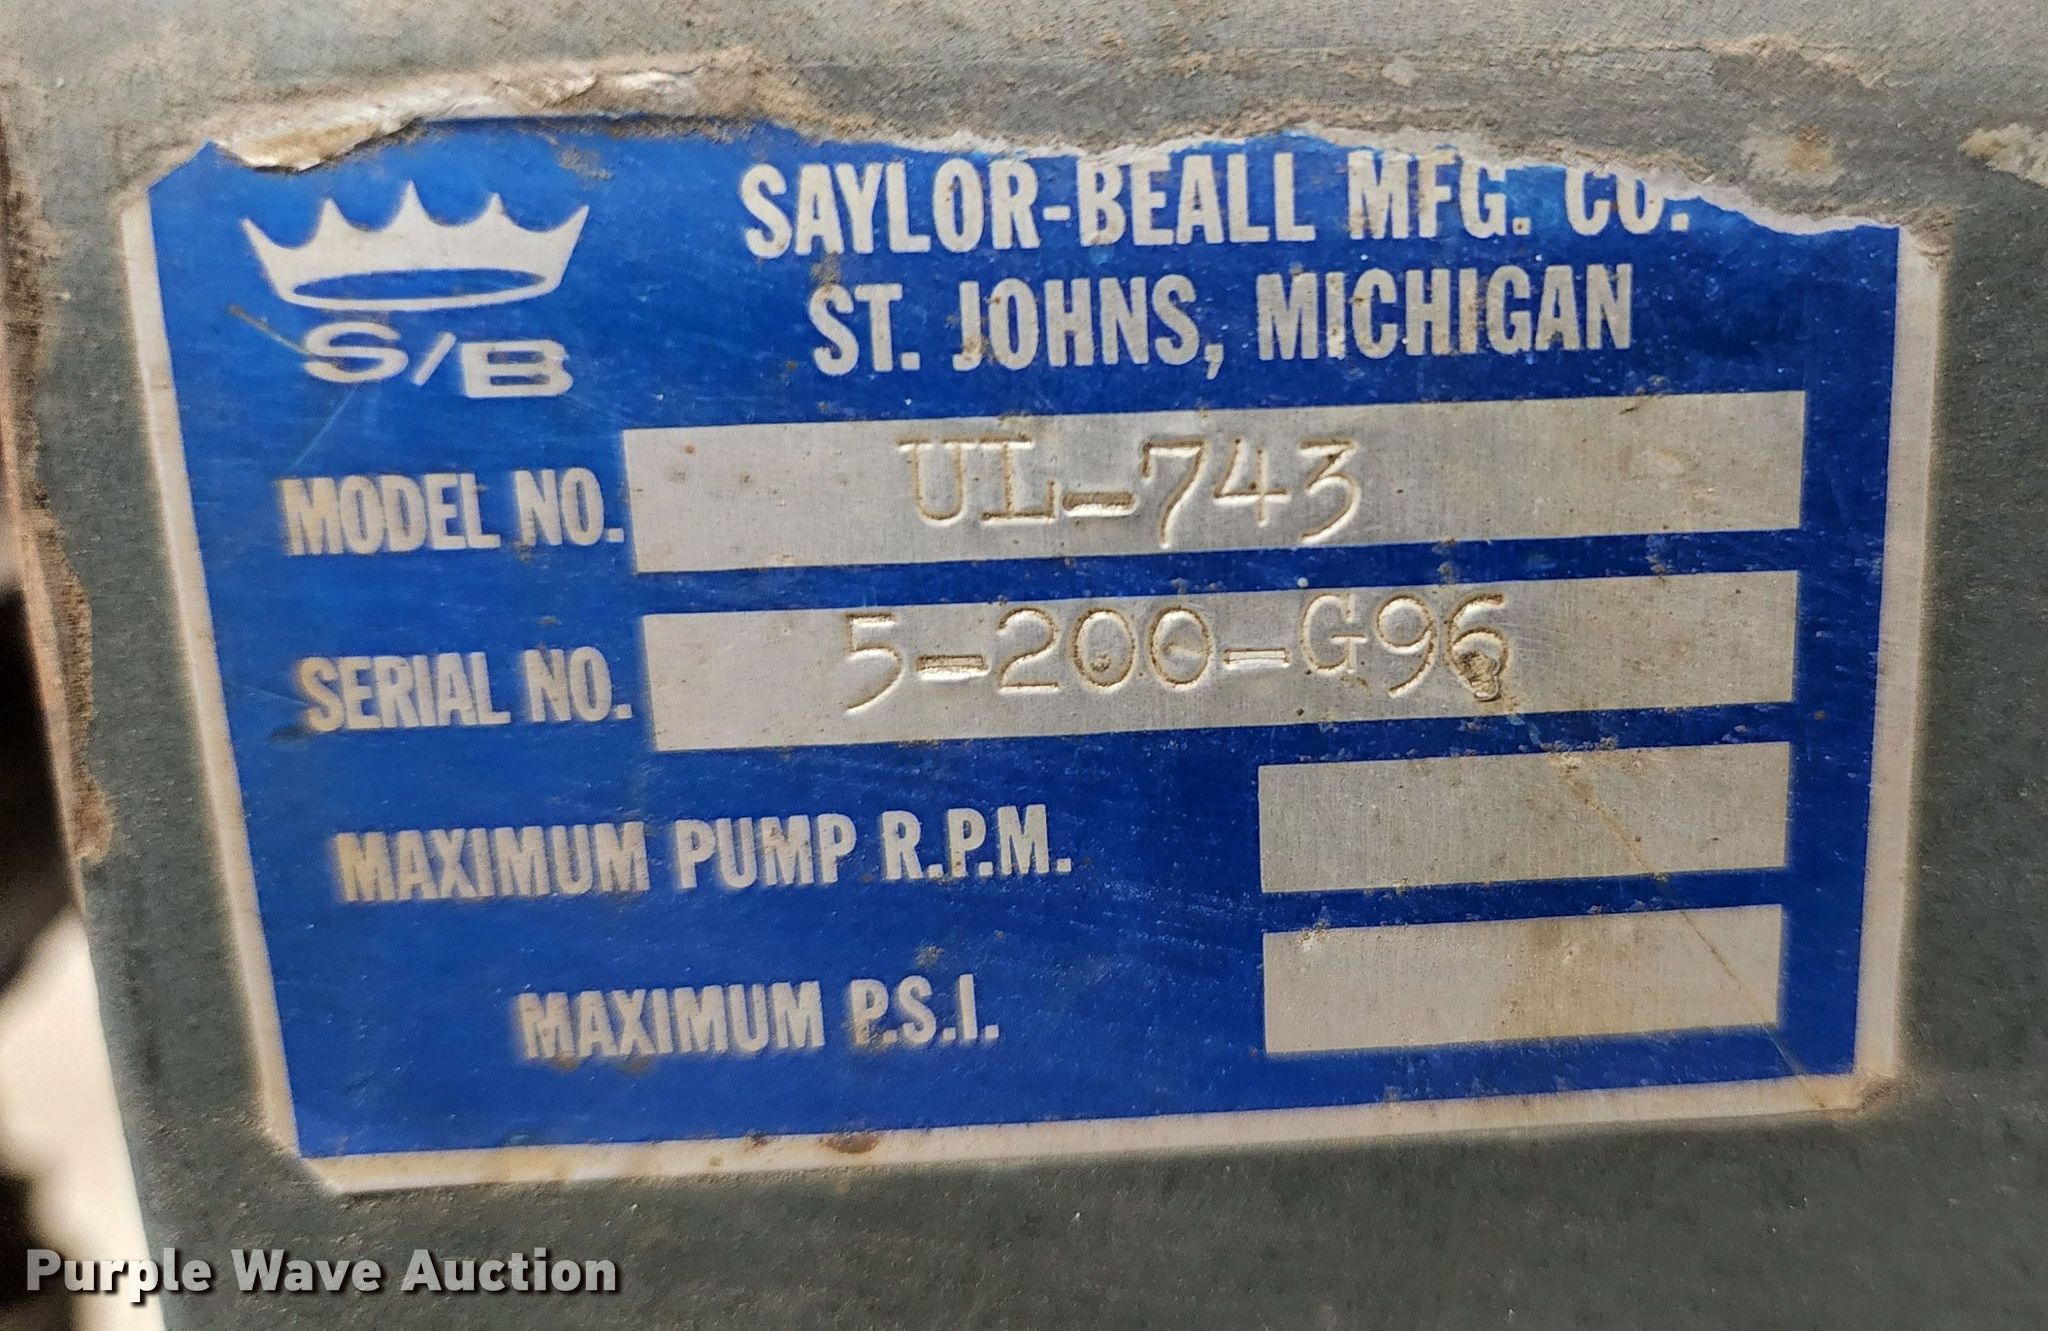 SAYLOR-BEALL MFG. CO.
ST. JOHNS, MICHIGAN
S/B
MODEL NO. UL-743
SERIAL NO. 5-200-G96
MAXIMUM PUMP R.P.M.
MAXIMUM P.S.I.
Purple Wave Auction